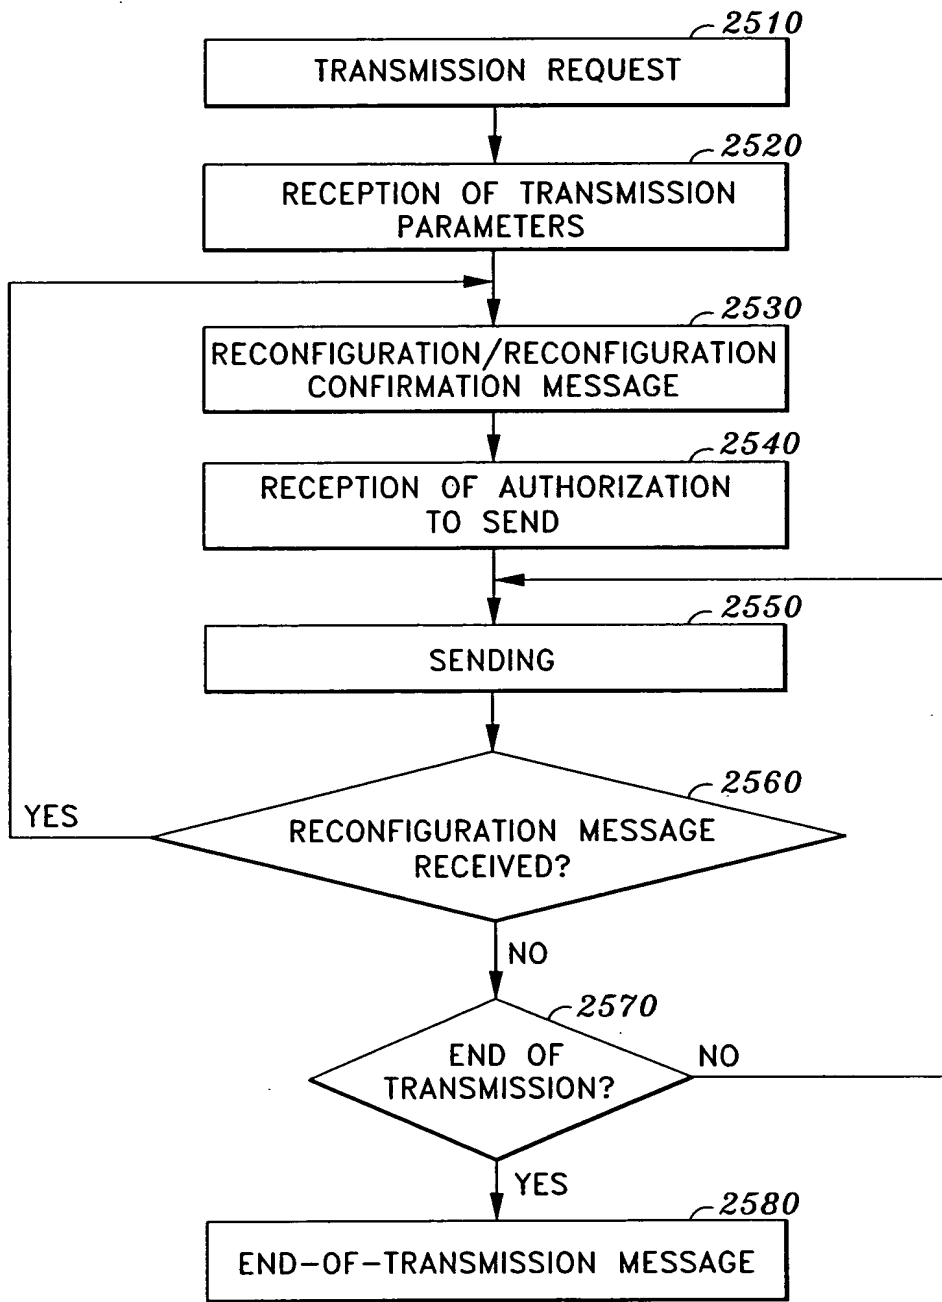 2510
TRANSMISSION REQUEST
2520
RECEPTION OF TRANSMISSION
PARAMETERS
2530
RECONFIGURATION/RECONFIGURATION
CONFIRMATION MESSAGE
2540
RECEPTION OF AUTHORIZATION
TO SEND
2550
SENDING
2560
YES
RECONFIGURATION MESSAGE
RECEIVED?
NO
2570
END OF
TRANSMISSION?
NO
YES
2580
END-OF-TRANSMISSION MESSAGE